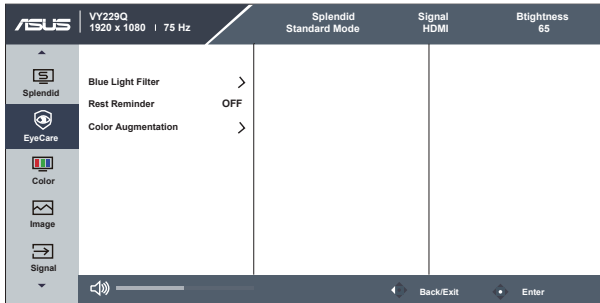 ASUS
VY229Q
1920 x 1080 | 75 Hz
Splendid
Standard Mode
Signal
HDMI
Btightness
65
Splendid
EyeCare
Color
Image
Signal
Blue Light Filter
Rest Reminder OFF
Color Augmentation
Back/Exit
Enter